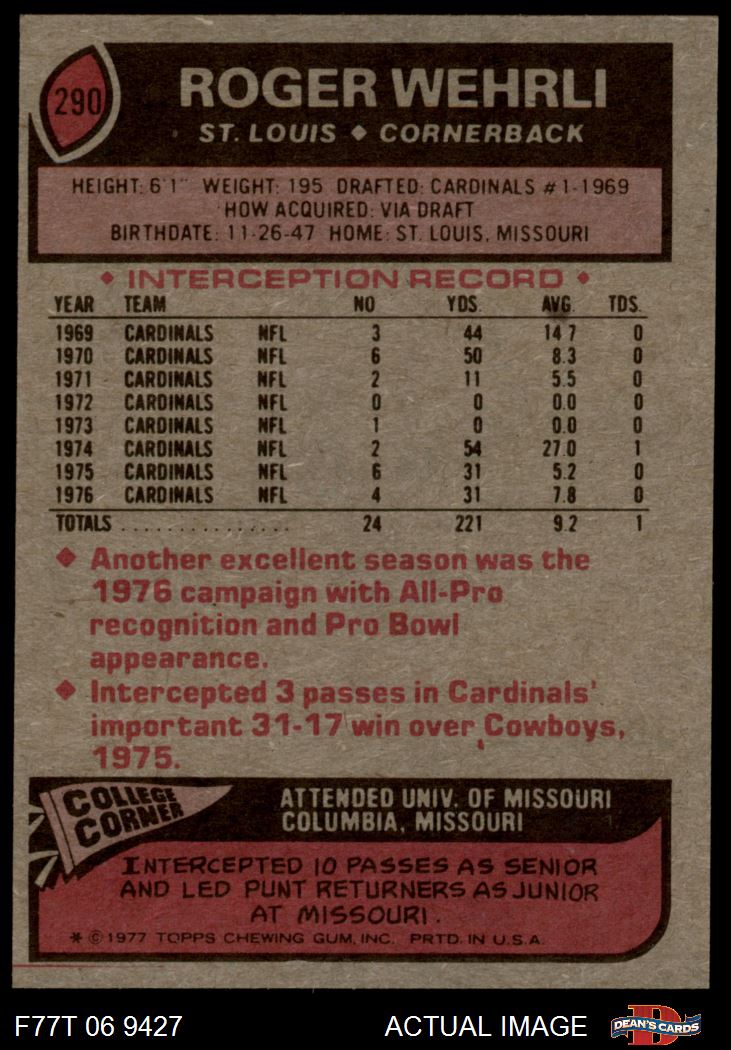 290
ROGER WEHRLI
ST. LOUIS ◆ CORNERBACK
HEIGHT: 6'1" WEIGHT: 195 DRAFTED: CARDINALS #1-1969
HOW ACQUIRED: VIA DRAFT
BIRTHDATE: 11-26-47 HOME: ST. LOUIS, MISSOURI
◆ INTERCEPTION RECORD ◆
YEAR TEAM NO YDS. AVG. TDS.
1969 CARDINALS NFL 3 44 14 7 0
1970 CARDINALS NFL 6 50 8.3 0
1971 CARDINALS NFL 2 11 5.5 0
1972 CARDINALS NFL 0 0 0.0 0
1973 CARDINALS NFL 1 0 0.0 0
1974 CARDINALS NFL 2 54 27.0 1
1975 CARDINALS NFL 6 31 5.2 0
1976 CARDINALS NFL 4 31 7.8 0
TOTALS ............... 24 221 9.2 1
◆ Another excellent season was the
1976 campaign with All-Pro
recognition and Pro Bowl
appearance.
◆ Intercepted 3 passes in Cardinals'
important 31-17 win over Cowboys,
1975.
COLLEGE
CORNER
ATTENDED UNIV. OF MISSOURI
COLUMBIA, MISSOURI
INTERCEPTED 10 PASSES AS SENIOR
AND LED PUNT RETURNERS AS JUNIOR
AT MISSOURI.
* © 1977 TOPPS CHEWING GUM, INC. PRTD. IN U.S.A.
F77T 06 9427
ACTUAL IMAGE
DEAN'S CARDS